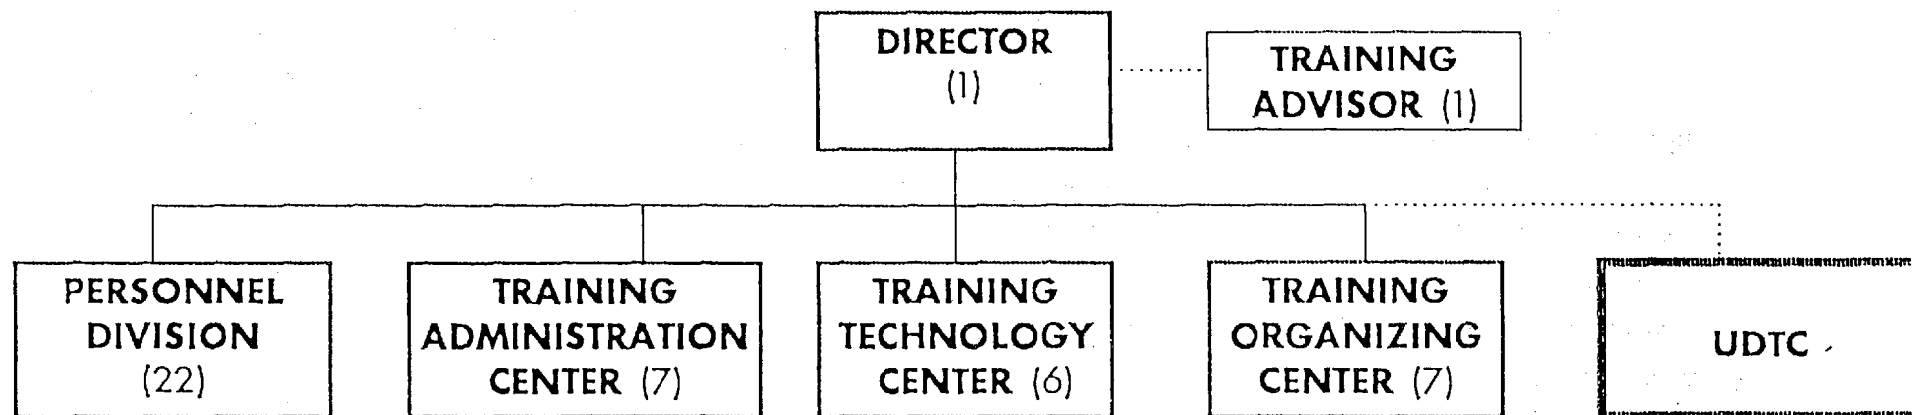 DIRECTOR
(1)
TRAINING
ADVISOR (1)
PERSONNEL
DIVISION
(22)
TRAINING
ADMINISTRATION
CENTER (7)
TRAINING
TECHNOLOGY
CENTER (6)
TRAINING
ORGANIZING
CENTER (7)
UDTC